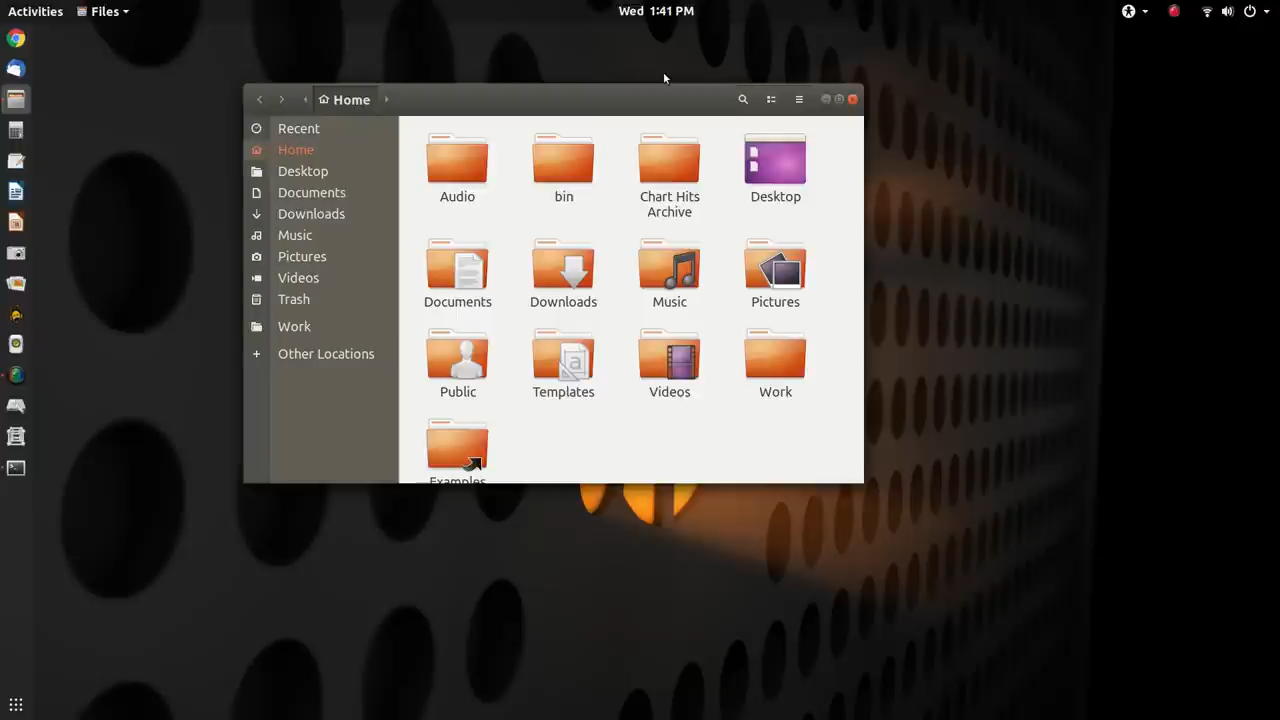 Activities Files Wed 1:41 PM
Home
Recent
Home
Desktop
Documents
Downloads
Music
Pictures
Videos
Trash
Work
Other Locations
Audio bin Chart Hits Desktop
Archive
Documents Downloads Music Pictures
Public Templates Videos Work
Examples